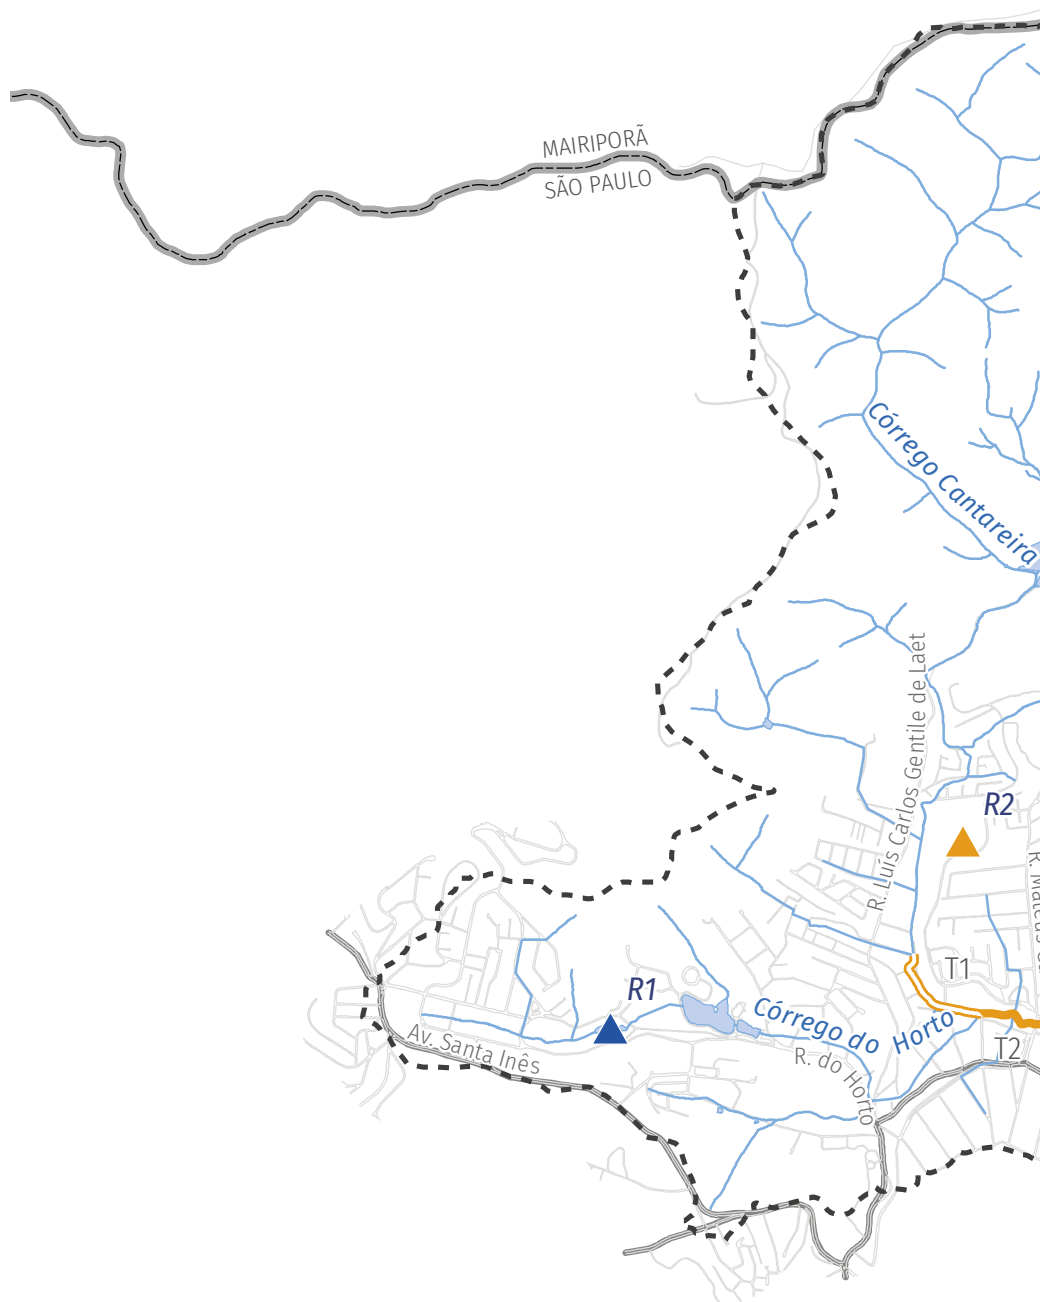 MAIRIPORÃ
SÃO PAULO
Córrego Cantareira
R. Luís Carlos Gentile de Laet
R2
R. Mateus
T1
R1
Córrego do Horto
Av. Santa Inês
R. do Horto
T2